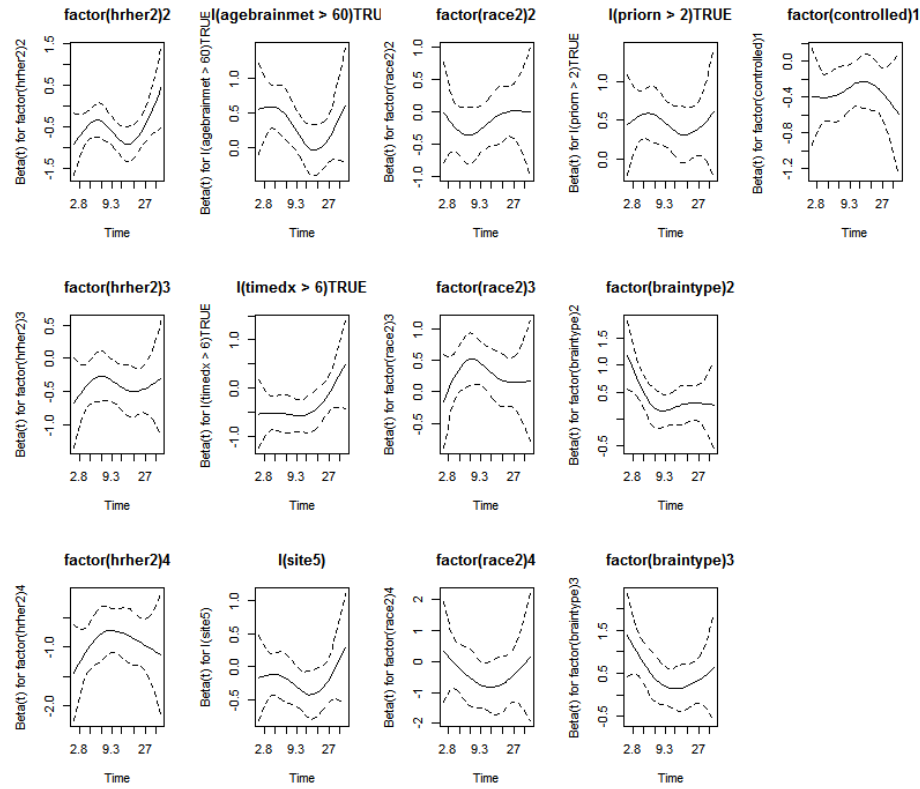 factor(hrher2)2
Beta(t) for factor(hrher2)2
1.5
0.5
-0.5
-1.5
2.8 9.3 27
Time
I(agebrainmet > 60)TRU
Beta(t) for I(agebrainmet > 60)TRUE
1.0
0.5
0.0
2.8 9.3 27
Time
factor(race2)2
Beta(t) for factor(race2)2
1.0
0.5
0.0
-1.0
2.8 9.3 27
Time
I(priorn > 2)TRUE
Beta(t) for I(priorn > 2)TRUE
1.0
0.5
0.0
2.8 9.3 27
Time
factor(controlled)1
Beta(t) for factor(controlled)1
0.0
-0.4
-0.8
-1.2
2.8 9.3 27
Time
factor(hrher2)3
Beta(t) for factor(hrher2)3
0.5
0.0
-0.5
-1.0
2.8 9.3 27
Time
I(timedx > 6)TRUE
Beta(t) for I(timedx > 6)TRUE
1.0
0.0
-1.0
2.8 9.3 27
Time
factor(race2)3
Beta(t) for factor(race2)3
1.0
0.5
0.0
-0.5
2.8 9.3 27
Time
factor(braintype)2
Beta(t) for factor(braintype)2
1.5
0.5
-0.5
2.8 9.3 27
Time
factor(hrher2)4
Beta(t) for factor(hrher2)4
-1.0
-2.0
2.8 9.3 27
Time
I(site5)
Beta(t) for I(site5)
1.0
0.5
0.0
-0.5
2.8 9.3 27
Time
factor(race2)4
Beta(t) for factor(race2)4
2
1
0
-1
-2
2.8 9.3 27
Time
factor(braintype)3
Beta(t) for factor(braintype)3
1.5
0.5
-0.5
2.8 9.3 27
Time